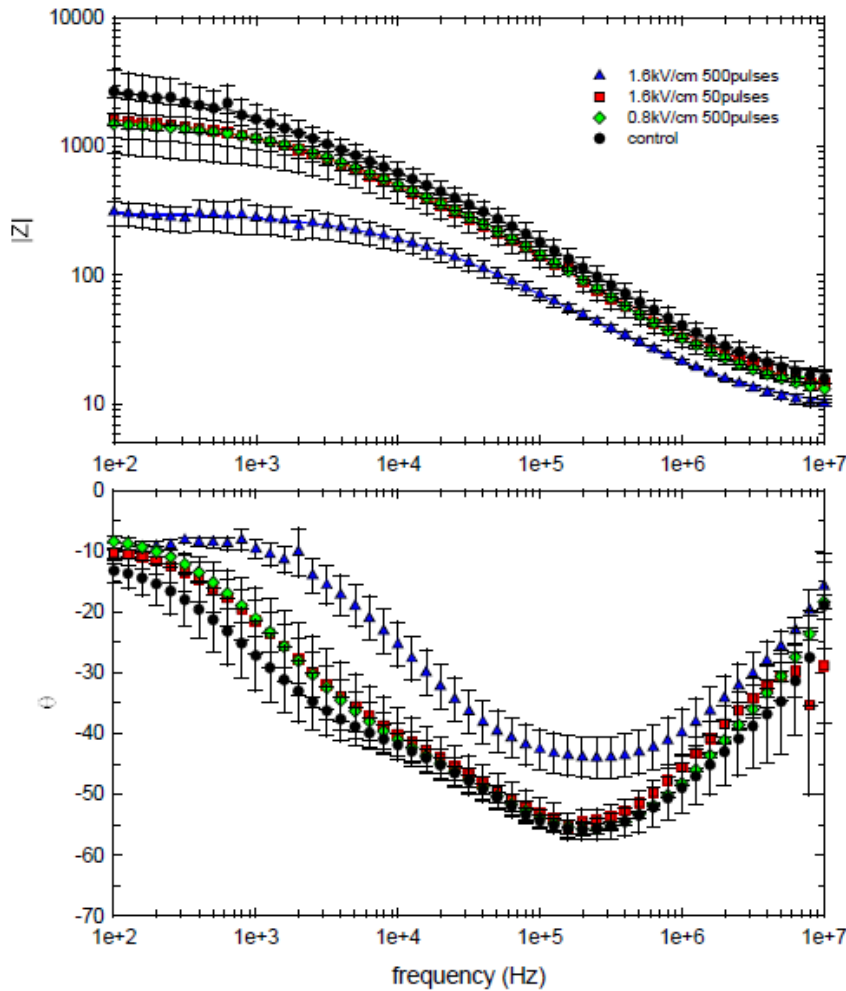 10000
1000
100
10
|Z|
1.6kV/cm 500pulses
1.6kV/cm 50pulses
0.8kV/cm 500pulses
control
1e+2 1e+3 1e+4 1e+5 1e+6 1e+7
0
-10
-20
-30
-40
-50
-60
-70
θ
1e+2 1e+3 1e+4 1e+5 1e+6 1e+7
frequency (Hz)